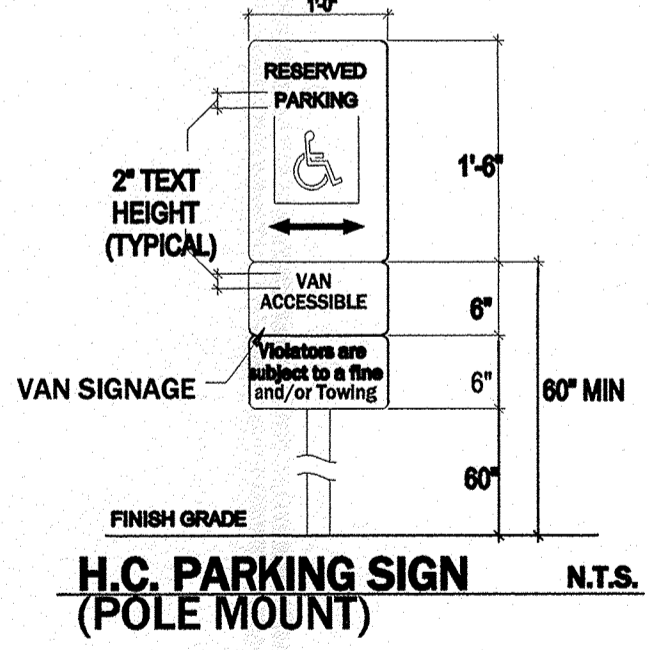 1'-0"
RESERVED
PARKING
2" TEXT
HEIGHT
(TYPICAL)
1'-6"
VAN
ACCESSIBLE
6"
Violators are
subject to a fine
and/or Towing
VAN SIGNAGE
6"
60" MIN
60"
FINISH GRADE
H.C. PARKING SIGN
N.T.S.
(POLE MOUNT)